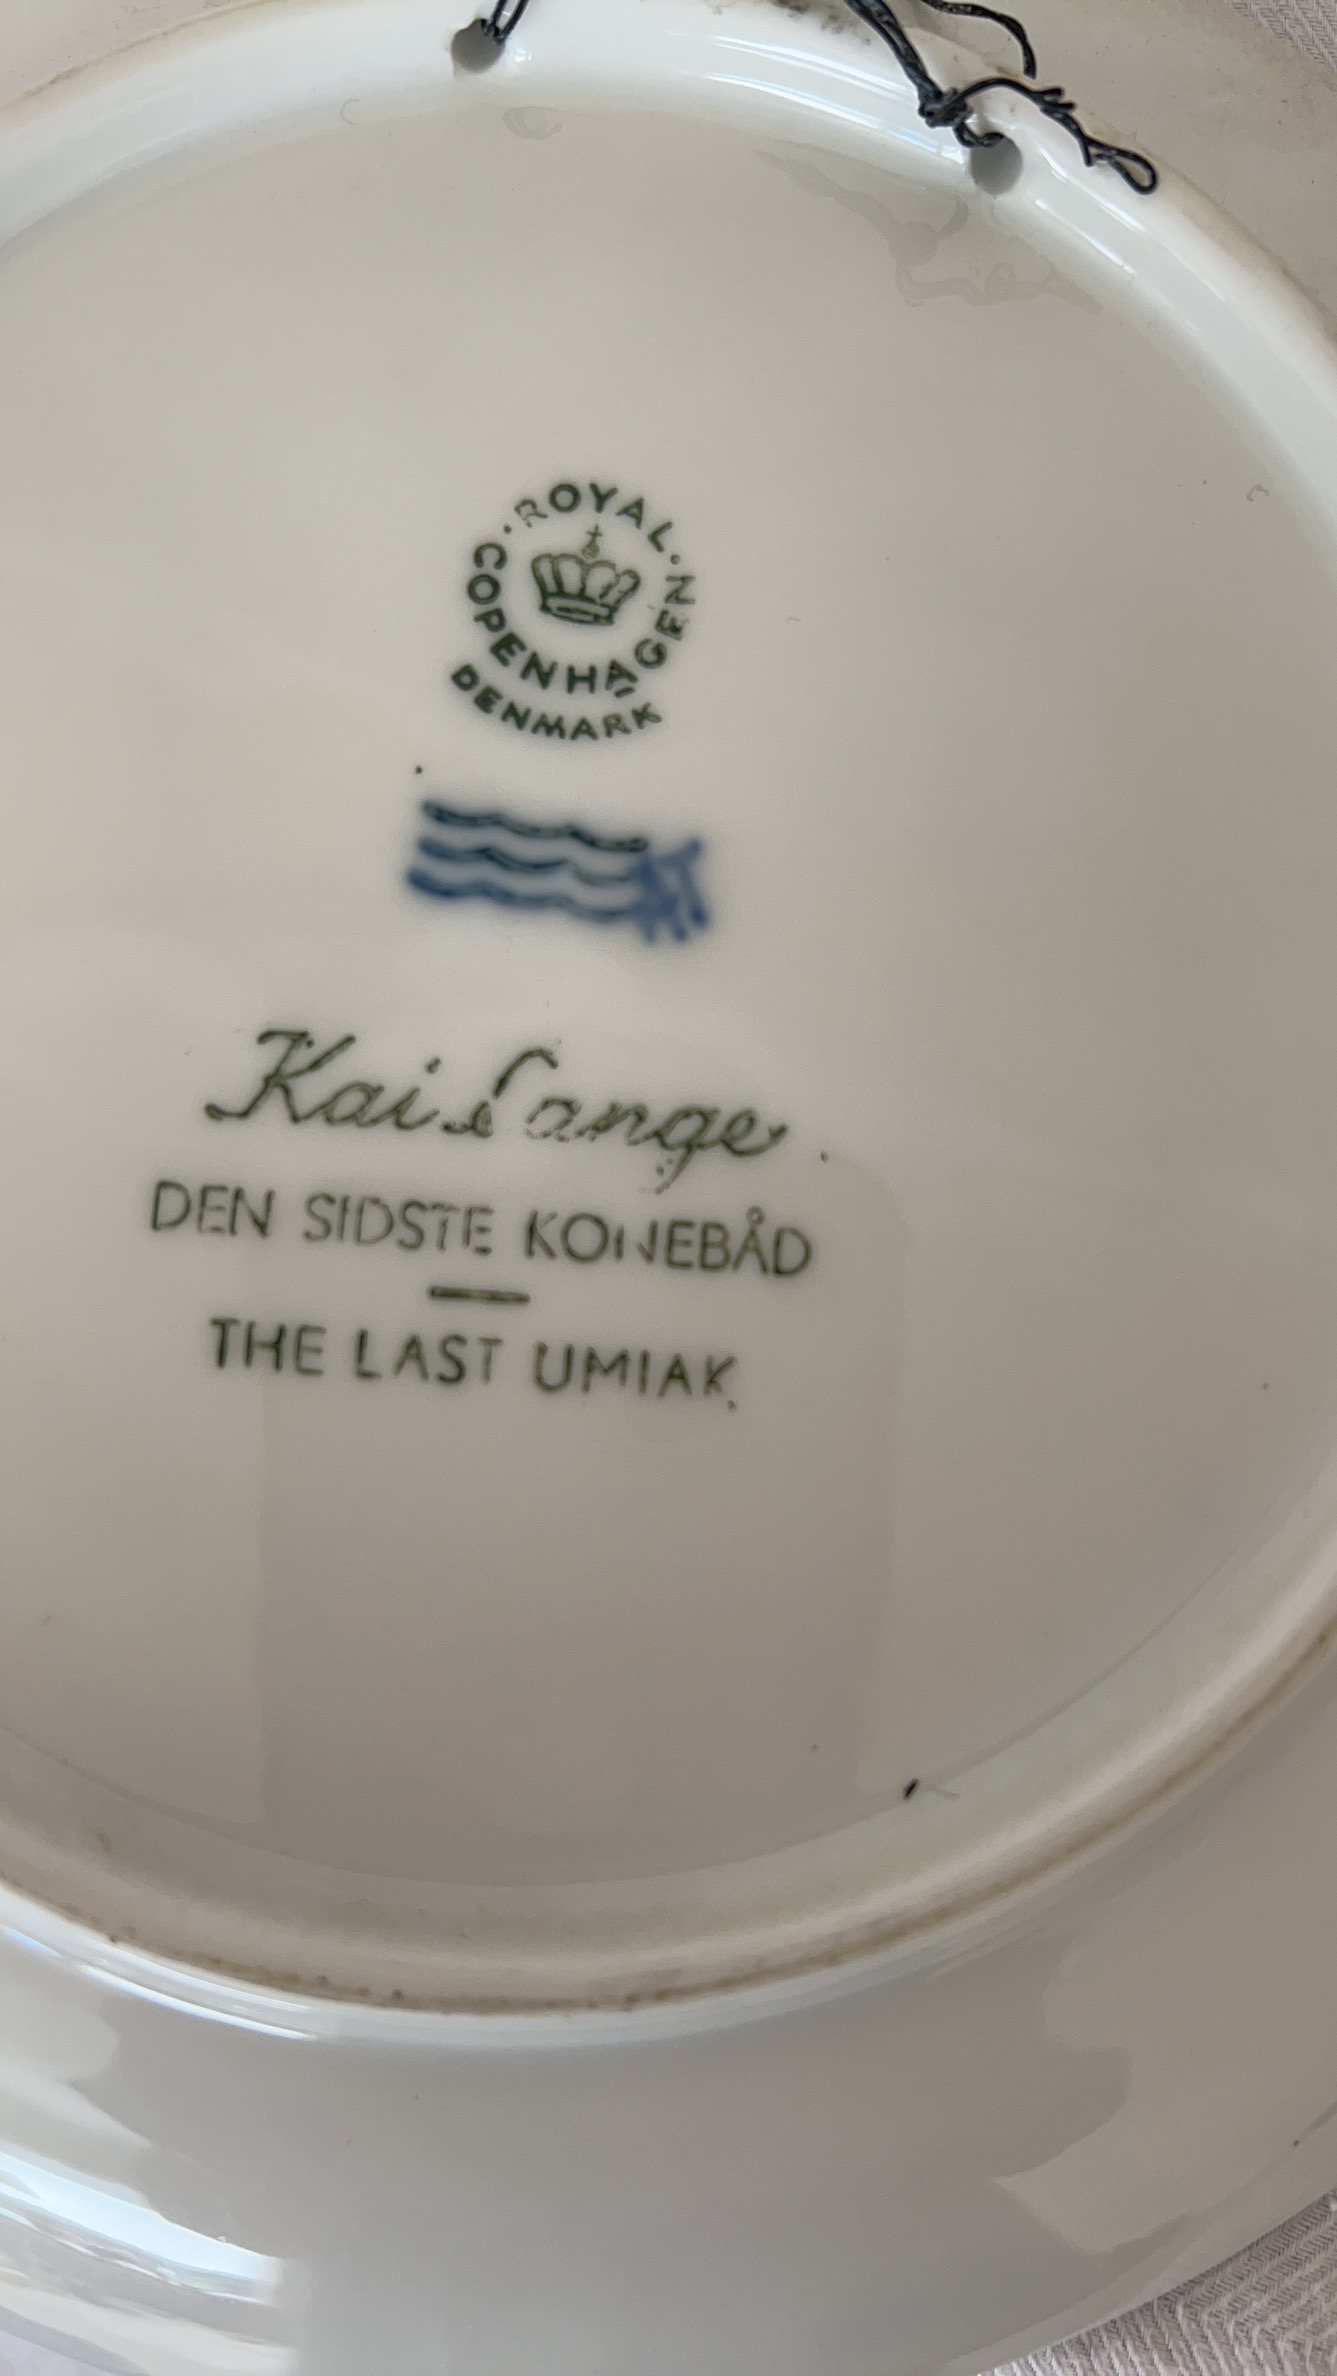 ROYAL
COPENHAGEN
DENMARK
Kai Lange
DEN SIDSTE KONEBÅD
THE LAST UMIAK